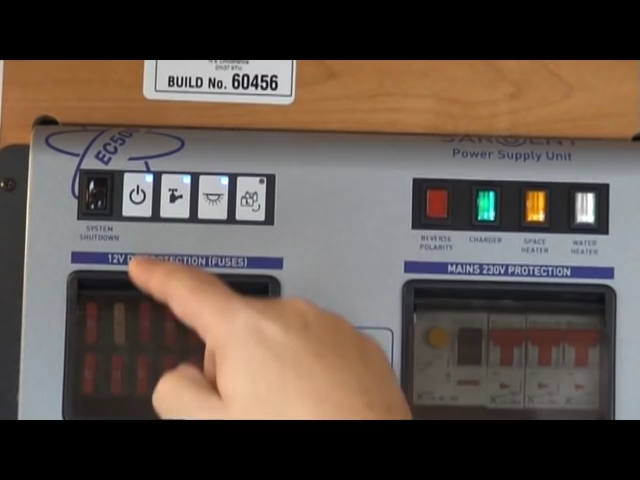 BUILD No. 60456
EC50
SARGENT
Power Supply Unit
SYSTEM
SHUTDOWN
REVERSE
POLARITY
CHARGER
SPACE
HEATER
WATER
HEATER
12V PROTECTION (FUSES)
MAINS 230V PROTECTION